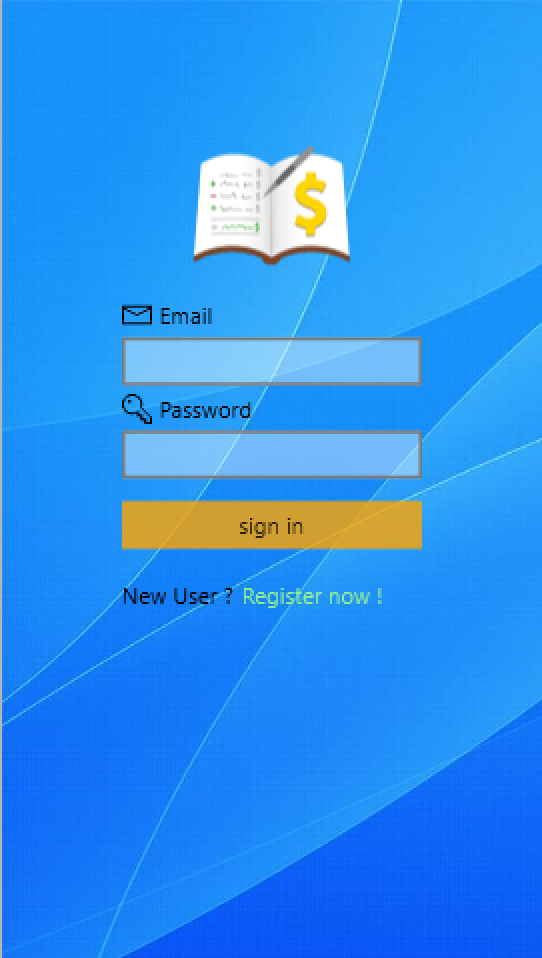 $
Email
Password
sign in
New User ? Register now !